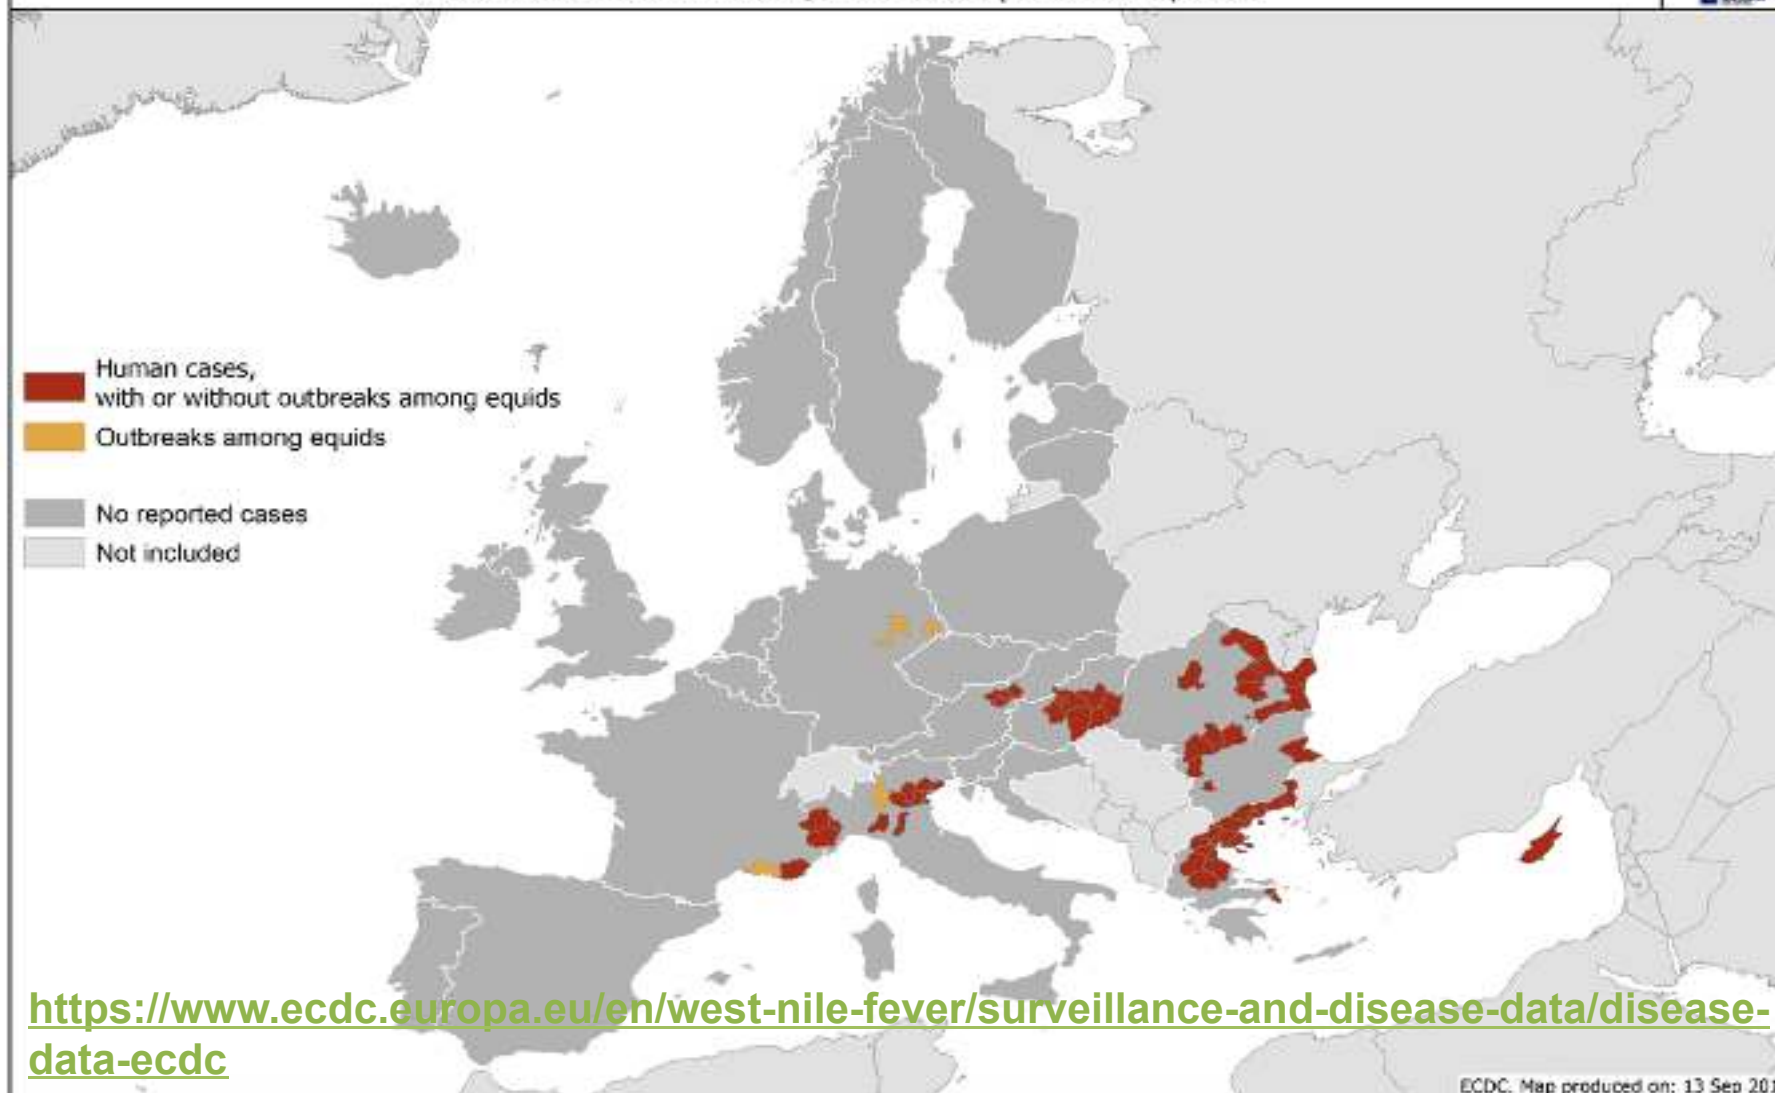 Human cases,
with or without outbreaks among equids
Outbreaks among equids
No reported cases
Not included
https://www.ecdc.europa.eu/en/west-nile-fever/surveillance-and-disease-data/disease-
data-ecdc
ECDC. Map produced on: 13 Sep 201